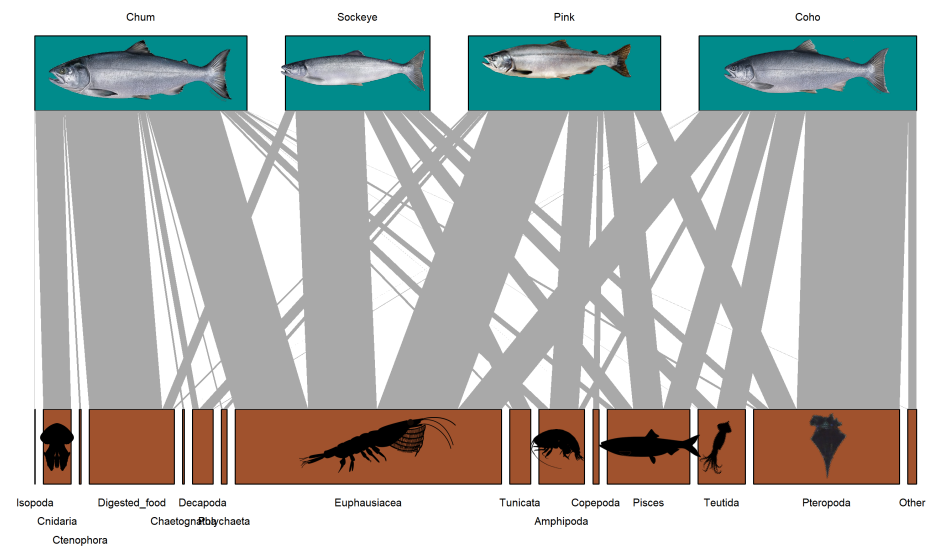 Chum Sockeye Pink Coho
Isopoda Digested_food Decapoda Euphausiacea Tunicata Copepoda Pisces Teutida Pteropoda Other
Cnidaria Chaetognatha Polychaeta Amphipoda
Ctenophora